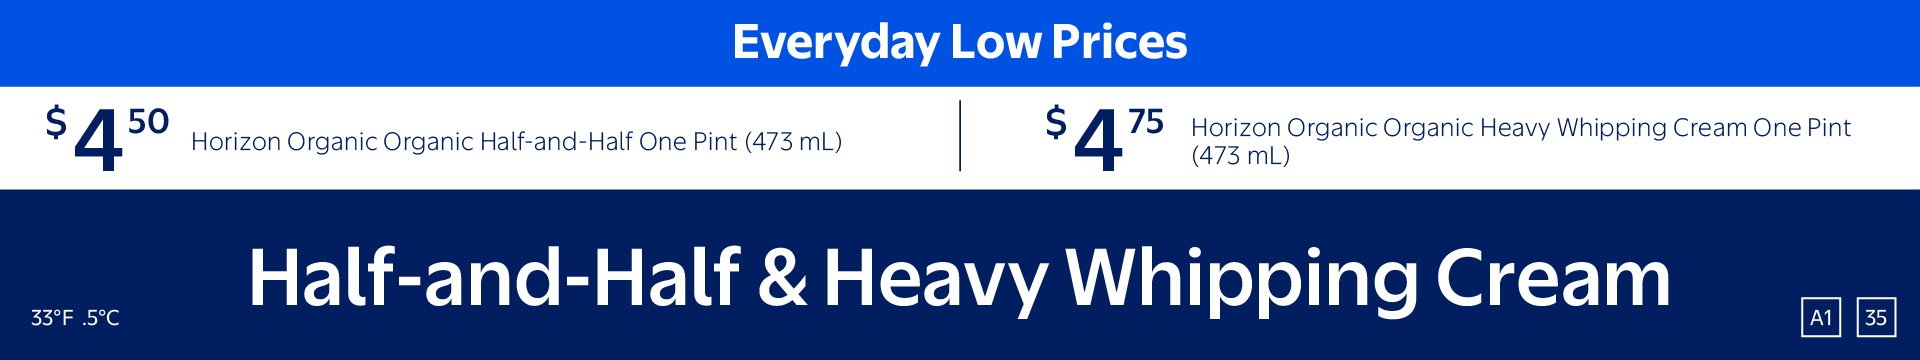 Everyday Low Prices
$4.50 Horizon Organic Organic Half-and-Half One Pint (473 mL)
$4.75 Horizon Organic Organic Heavy Whipping Cream One Pint
(473 mL)
Half-and-Half & Heavy Whipping Cream
33°F .5°C
A1 35